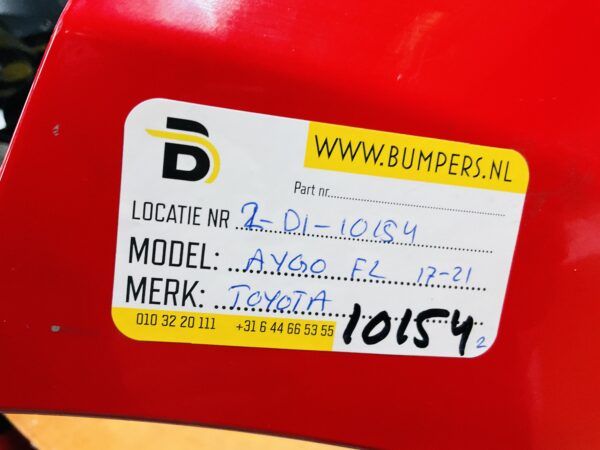 D
WWW.BUMPERS.NL
Part nr.
LOCATIE NR 2-D1-10154
MODEL: AYGO FL 17-21
MERK: TOYOTA
010 32 20 111 +31 6 44 66 53 55
10154 2